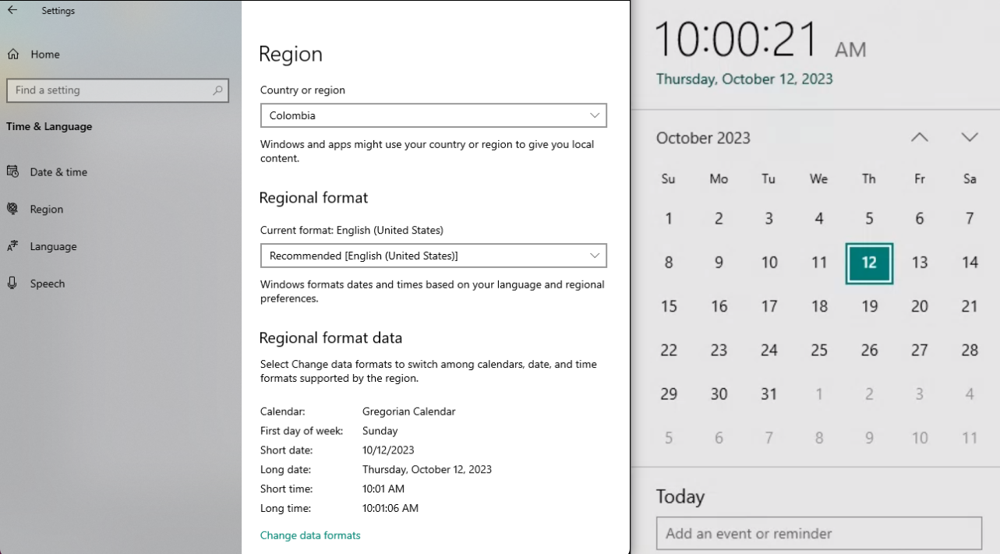 Settings
Home
Find a setting
Time & Language
Date & time
Region
Language
Speech
Region
Country or region
Colombia
Windows and apps might use your country or region to give you local
content.
Regional format
Current format: English (United States)
Recommended [English (United States)]
Windows formats dates and times based on your language and regional
preferences.
Regional format data
Select Change data formats to switch among calendars, date, and time
formats supported by the region.
Calendar: Gregorian Calendar
First day of week: Sunday
Short date: 10/12/2023
Long date: Thursday, October 12, 2023
Short time: 10:01 AM
Long time: 10:01:06 AM
Change data formats
10:00:21 AM
Thursday, October 12, 2023
October 2023
Su Mo Tu We Th Fr Sa
1 2 3 4 5 6 7
8 9 10 11 12 13 14
15 16 17 18 19 20 21
22 23 24 25 26 27 28
29 30 31 1 2 3 4
5 6 7 8 9 10 11
Today
Add an event or reminder